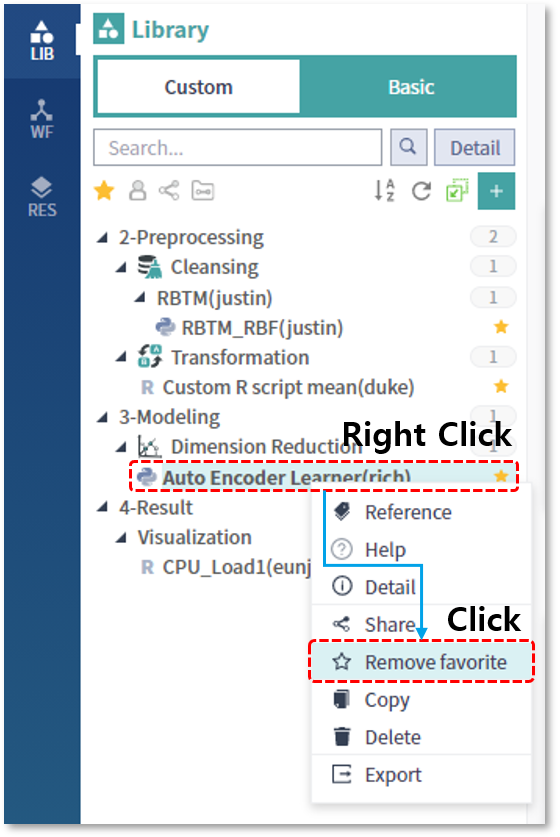 Library
LIB
Custom Basic
Search... Detail
WF
RES
2-Preprocessing 2
Cleansing 1
RBTM(justin) 1
RBTM_RBF(justin)
Transformation 1
R Custom R script mean(duke)
3-Modeling 1
Right Click
Dimension Reduction 1
Auto Encoder Learner(rich)
4-Result
Reference
Visualization
Help
R CPU_Load1(eunj
Detail
Share
Click
Remove favorite
Copy
Delete
Export